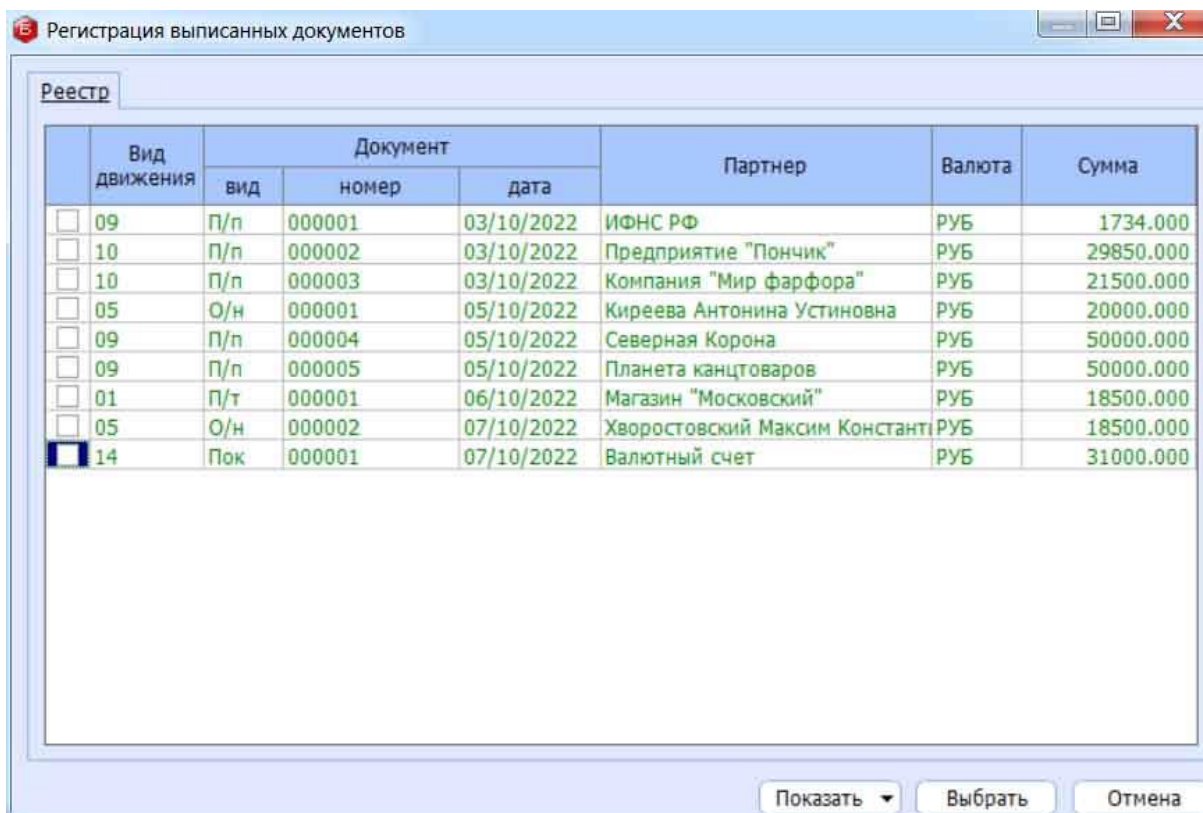 Регистрация выписанных документов
Реестр
Вид движения Документ Партнер Валюта Сумма
вид номер дата
09 П/п 000001 03/10/2022 ИФНС РФ РУБ 1734.000
10 П/п 000002 03/10/2022 Предприятие "Пончик" РУБ 29850.000
10 П/п 000003 03/10/2022 Компания "Мир фарфора" РУБ 21500.000
05 О/н 000001 05/10/2022 Киреева Антонина Устиновна РУБ 20000.000
09 П/п 000004 05/10/2022 Северная Корона РУБ 50000.000
09 П/п 000005 05/10/2022 Планета канцтоваров РУБ 50000.000
01 П/т 000001 06/10/2022 Магазин "Московский" РУБ 18500.000
05 О/н 000002 07/10/2022 Хворостовский Максим Константи РУБ 18500.000
14 Пок 000001 07/10/2022 Валютный счет РУБ 31000.000
Показать Выбрать Отмена